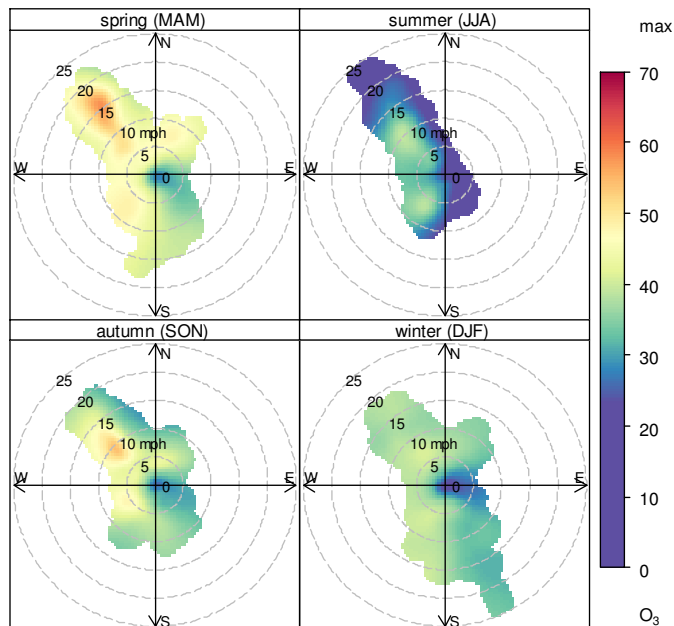 spring (MAM)
summer (JJA)
max
N
25
20
15
10 mph
5
0
W
E
S
N
25
20
15
10 mph
5
0
W
E
S
70
60
50
40
30
20
10
0
O₃
autumn (SON)
winter (DJF)
N
25
20
15
10 mph
5
0
W
E
S
N
25
20
15
10 mph
5
0
W
E
S